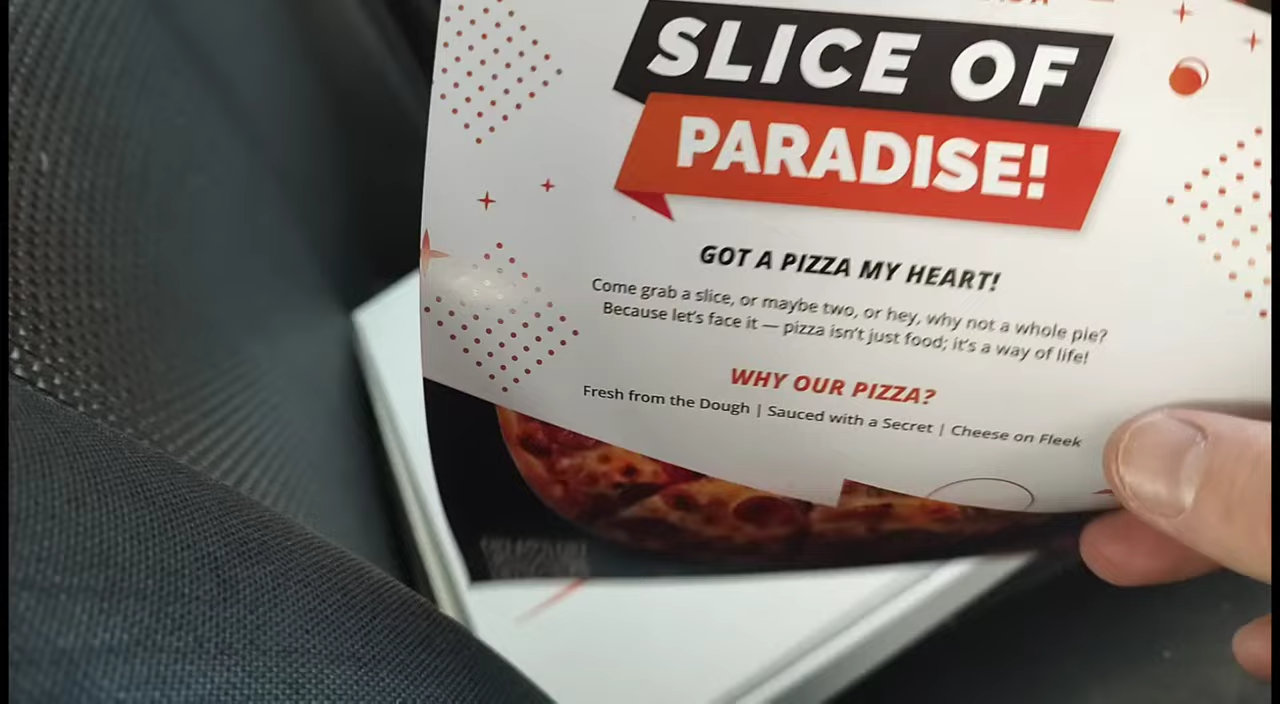 SLICE OF
PARADISE!
GOT A PIZZA MY HEART!
Come grab a slice, or maybe two, or hey, why not a whole pie?
Because let's face it — pizza isn't just food; it's a way of life!
WHY OUR PIZZA?
Fresh from the Dough | Sauced with a Secret | Cheese on Fleek